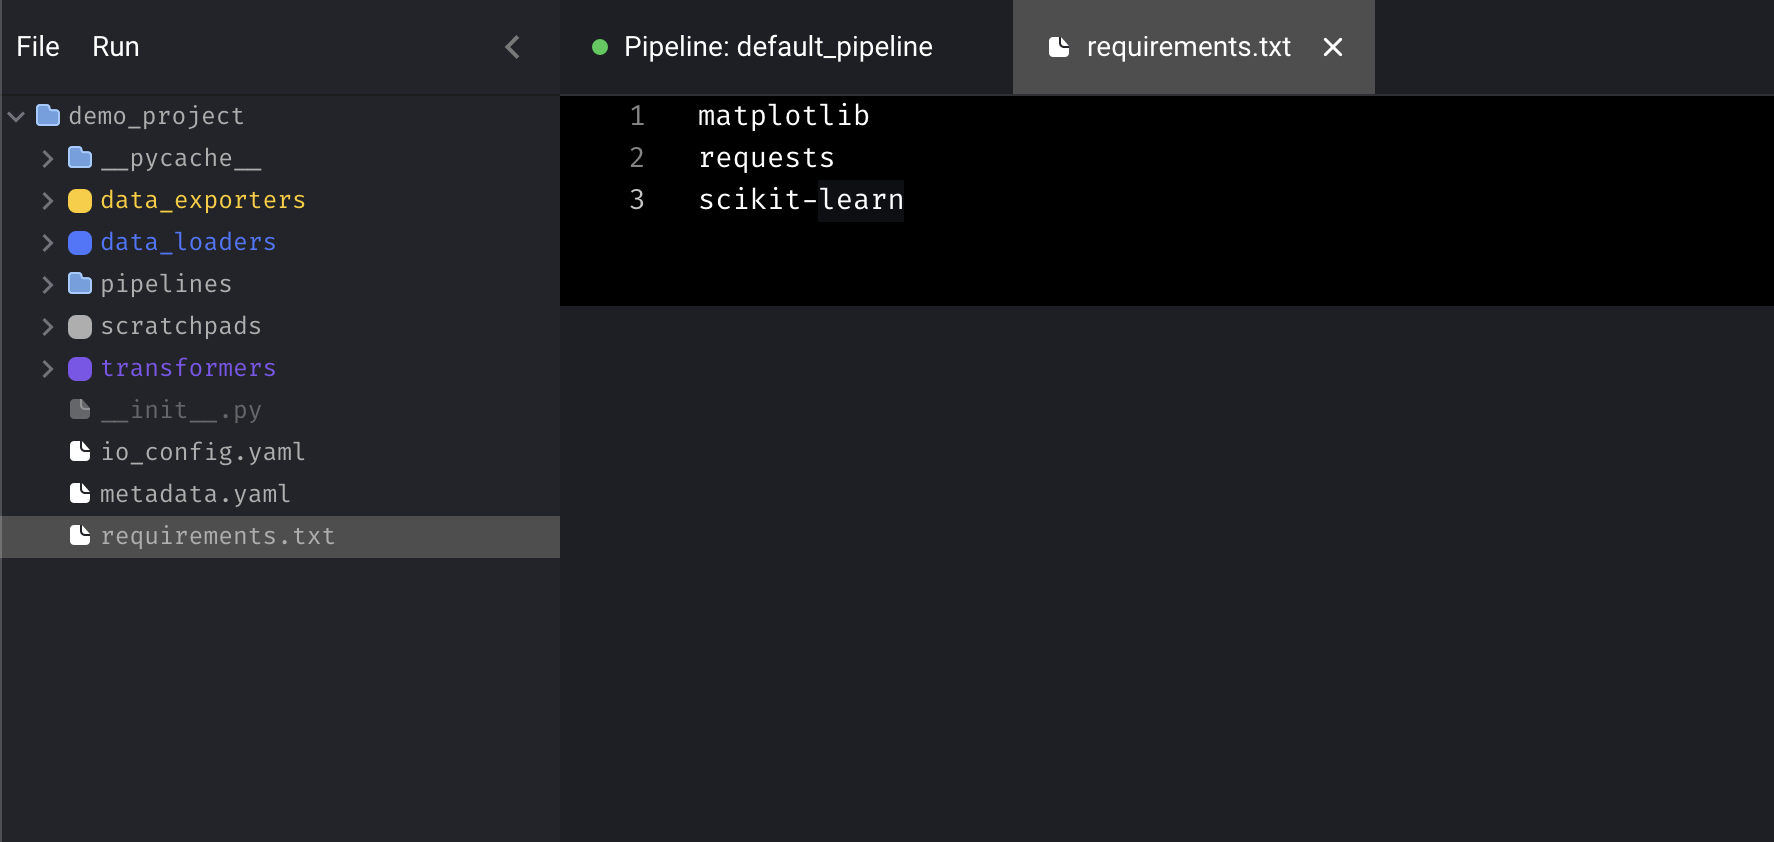 File Run
Pipeline: default_pipeline
requirements.txt
demo_project
__pycache__
data_exporters
data_loaders
pipelines
scratchpads
transformers
__init__.py
io_config.yaml
metadata.yaml
requirements.txt
1 matplotlib
2 requests
3 scikit-learn